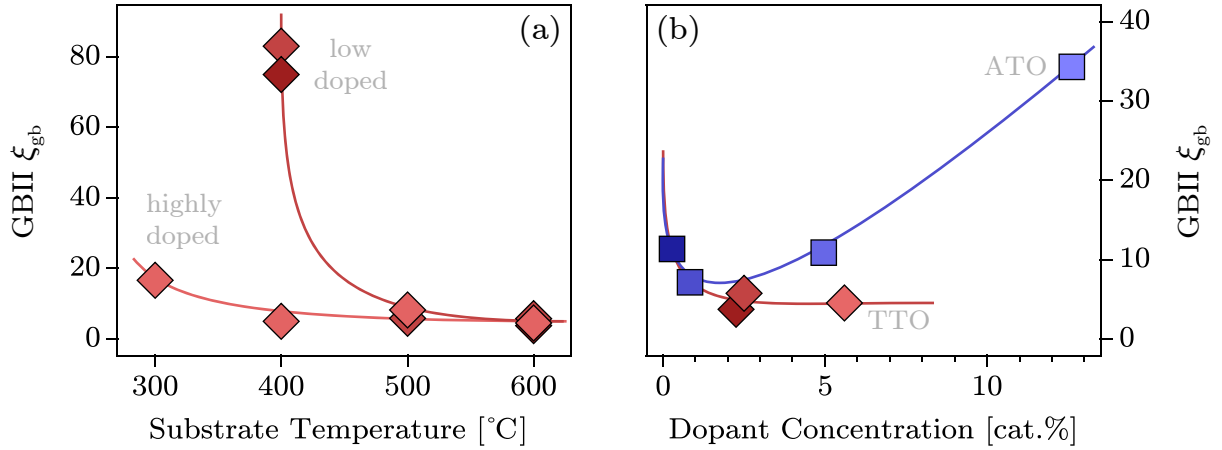 (a)
low
doped
highly
doped
80
60
40
20
0
GBII ξgb
300 400 500 600
Substrate Temperature [°C]
(b)
ATO
TTO
40
30
20
10
0
GBII ξgb
0 5 10
Dopant Concentration [cat.%]